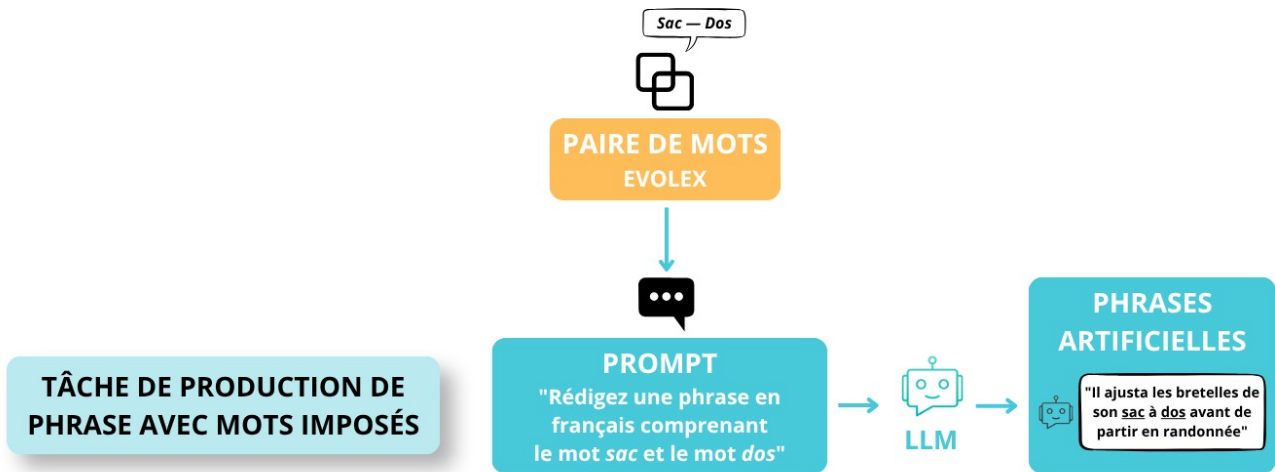 Sac — Dos
PAIRE DE MOTS
EVOLEX
TÂCHE DE PRODUCTION DE
PHRASE AVEC MOTS IMPOSÉS
PROMPT
"Rédigez une phrase en
français comprenant
le mot sac et le mot dos"
LLM
PHRASES
ARTIFICIELLES
"Il ajusta les bretelles de
son sac à dos avant de
partir en randonnée"